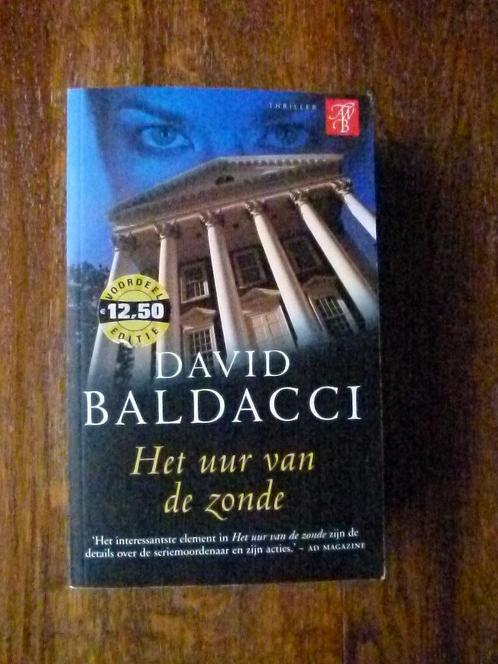 THRILLER
AWB
VOORDEEL
€ 12,50
EDITIE
DAVID
BALDACCI
Het uur van
de zonde
'Het interessantste element in Het uur van de zonde zijn de
details over de seriemoordenaar en zijn acties.' – AD MAGAZINE